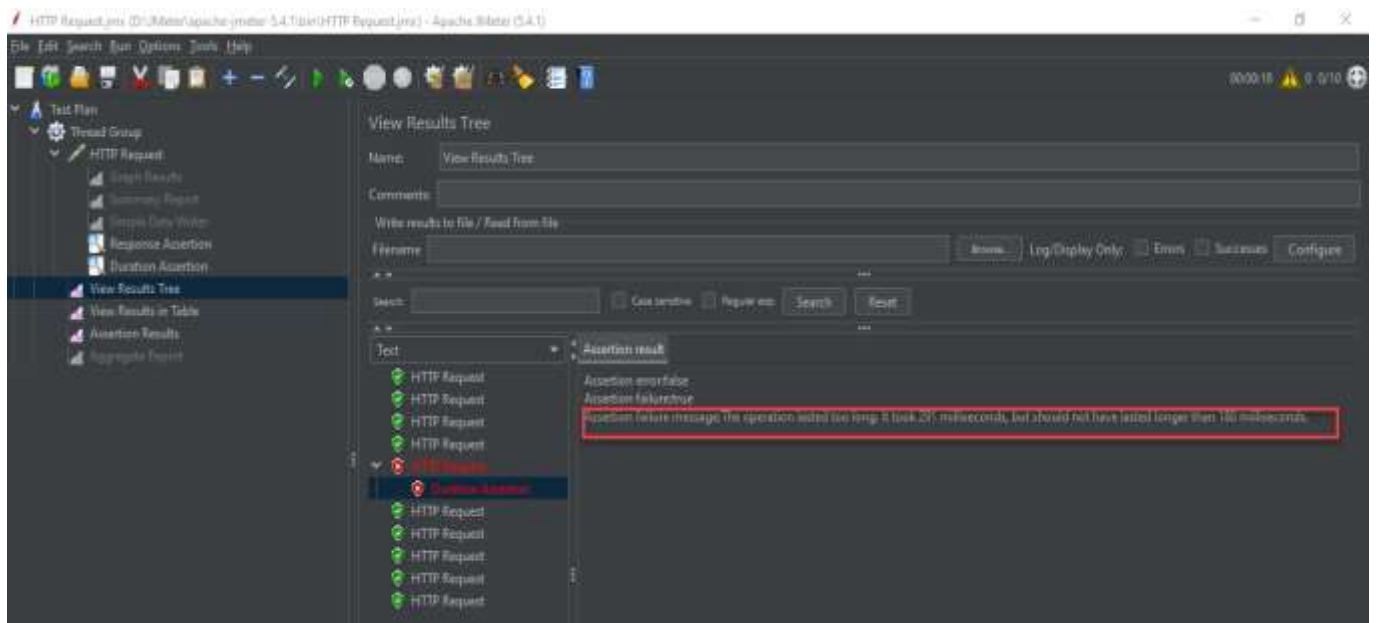 HTTP Request.jmx (D:\JMeter\apache-jmeter-5.4.1\bin\HTTP Request.jmx) - Apache JMeter (5.4.1)
File Edit Search Run Options Tools Help
00:00:18 0 0/10
Test Plan
Thread Group
HTTP Request
Graph Results
Summary Report
Simple Data Writer
Response Assertion
Duration Assertion
View Results Tree
View Results in Table
Assertion Results
Aggregate Report
View Results Tree
Name: View Results Tree
Comments:
Write results to file / Read from file
Filename Browse... Log/Display Only: Errors Successes Configure
Search: Case sensitive Regular exp. Search Reset
Text
HTTP Request
HTTP Request
HTTP Request
HTTP Request
HTTP Request
Duration Assertion
HTTP Request
HTTP Request
HTTP Request
HTTP Request
HTTP Request
Assertion result
Assertion error:false
Assertion failure:true
Assertion failure message:The operation lasted too long: It took milliseconds, but should not have lasted longer than milliseconds.